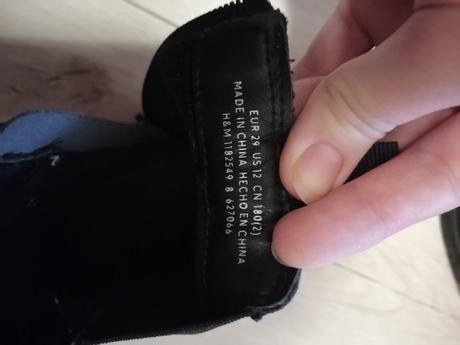 EUR 29 US 12 CN 180(2)
MADE IN CHINA HECHO EN CHINA
H&M 1182549 8 627066